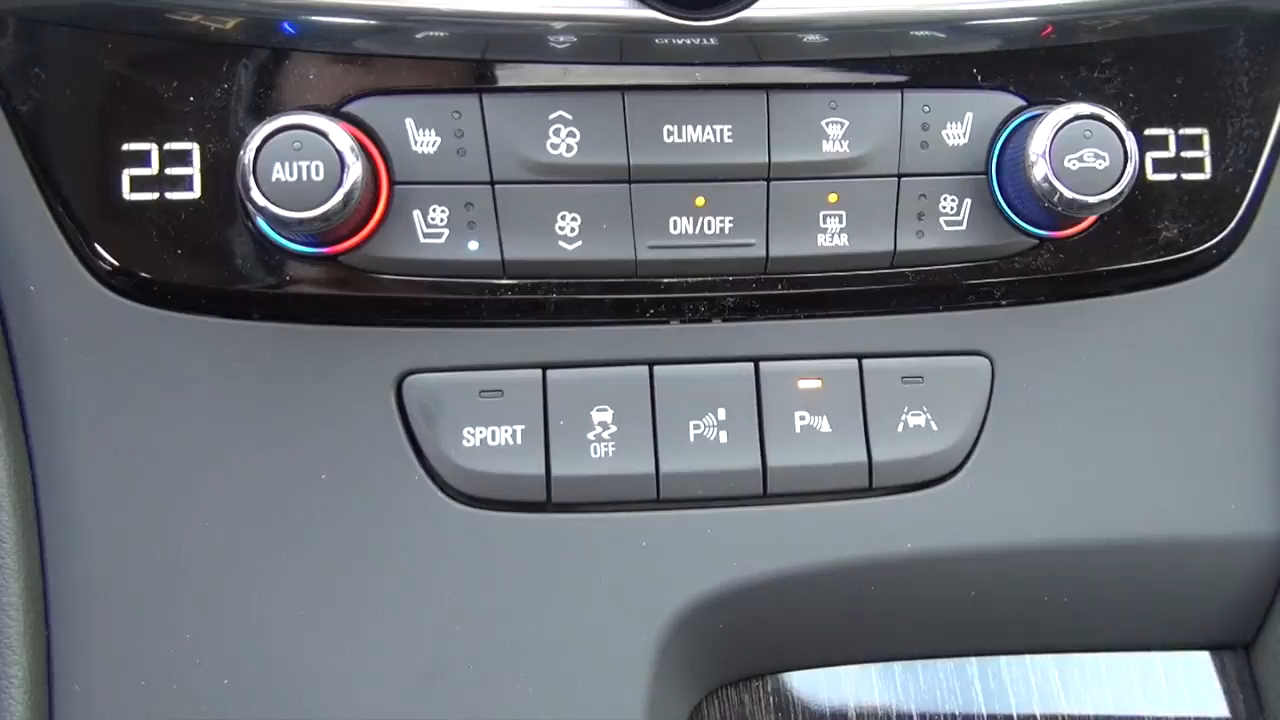 23
AUTO
CLIMATE
MAX
23
ON/OFF
REAR
SPORT
OFF
P
P